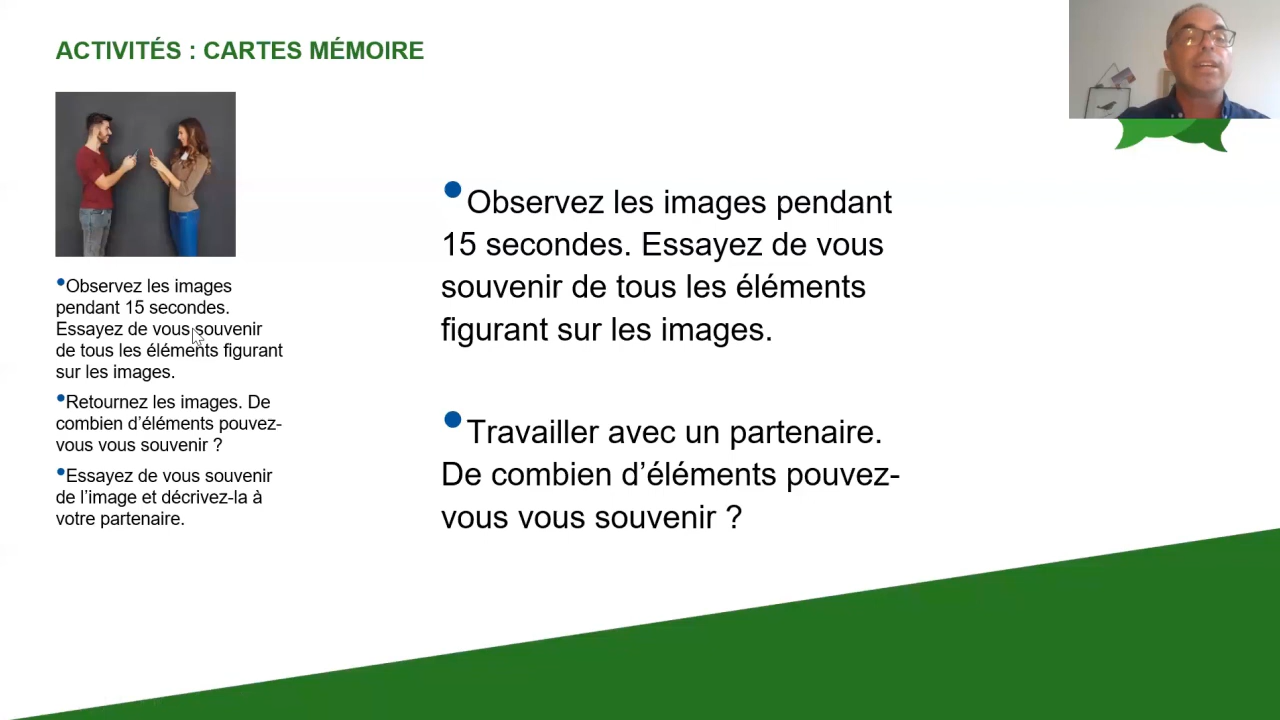 ACTIVITÉS : CARTES MÉMOIRE
•Observez les images
pendant 15 secondes.
Essayez de vous souvenir
de tous les éléments figurant
sur les images.
•Retournez les images. De
combien d’éléments pouvez-
vous vous souvenir ?
•Essayez de vous souvenir
de l’image et décrivez-la à
votre partenaire.
•Observez les images pendant
15 secondes. Essayez de vous
souvenir de tous les éléments
figurant sur les images.
•Travailler avec un partenaire.
De combien d’éléments pouvez-
vous vous souvenir ?